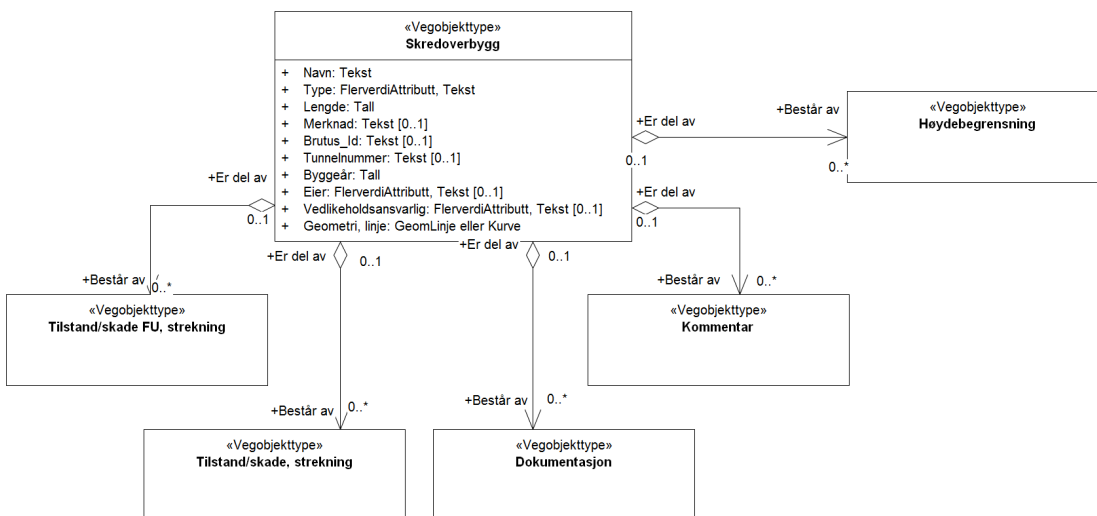 «Vegobjekttype»
Skredoverbygg
+ Navn: Tekst
+ Type: FlerverdiAttributt, Tekst
+ Lengde: Tall
+ Merknad: Tekst [0..1]
+ Brutus_Id: Tekst [0..1]
+ Tunnelnummer: Tekst [0..1]
+ Byggeår: Tall
+ Eier: FlerverdiAttributt, Tekst [0..1]
+ Vedlikeholdsansvarlig: FlerverdiAttributt, Tekst [0..1]
+ Geometri, linje: GeomLinje eller Kurve
+Er del av
0..1
+Består av
0..*
«Vegobjekttype»
Høydebegrensning
+Er del av
0..1
+Består av
0..*
«Vegobjekttype»
Kommentar
+Er del av
0..1
+Består av
0..*
«Vegobjekttype»
Tilstand/skade FU, strekning
+Er del av
0..1
+Består av
0..*
«Vegobjekttype»
Tilstand/skade, strekning
+Er del av
0..1
+Består av
0..*
«Vegobjekttype»
Dokumentasjon